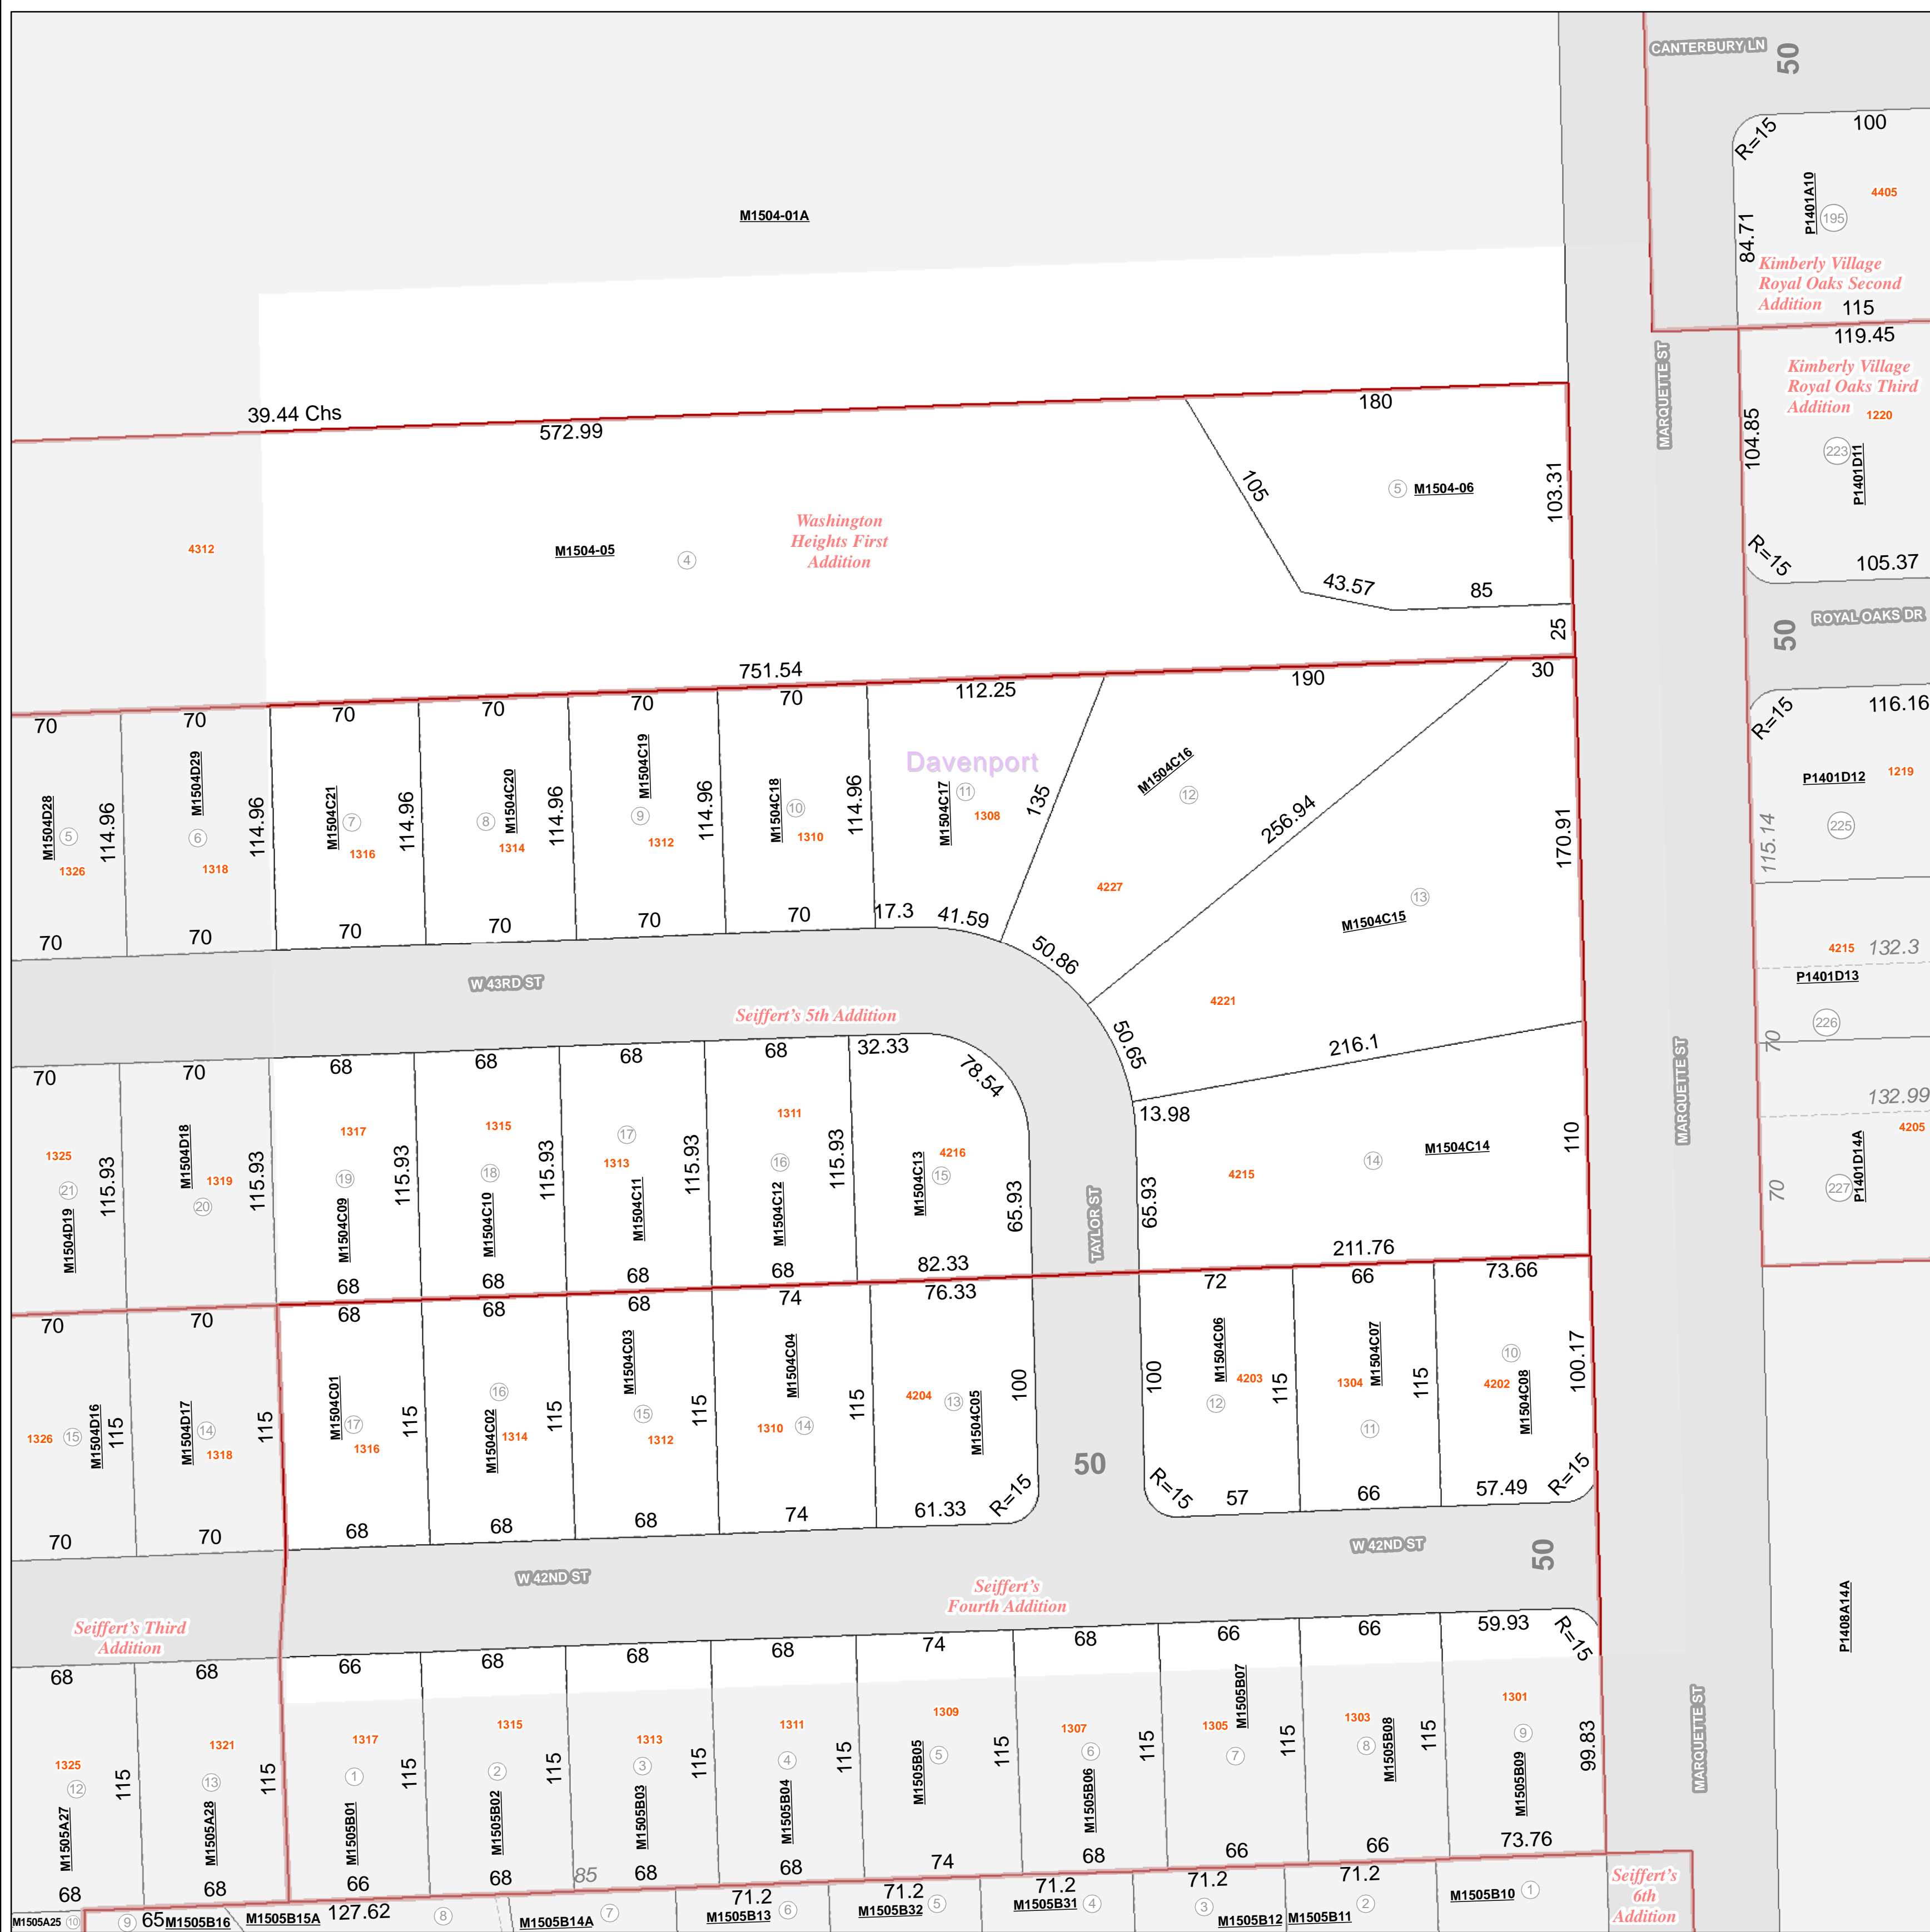 CANTERBURY LN
50
R=15
100
P1401A10
4405
195
84.71
M1504-01A
Kimberly Village
Royal Oaks Second
Addition
115
119.45
MARQUETTE ST
Kimberly Village
Royal Oaks Third
Addition
1220
104.85
223
P1401D11
R=15
105.37
39.44 Chs
572.99
180
105
5
M1504-06
103.31
Washington
Heights First
Addition
4312
M1504-05
4
43.57
85
25
50
ROYAL OAKS DR
751.54
112.25
190
30
R=15
116.16
70
70
70
70
70
70
M1504D28
5
1326
114.96
M1504D29
6
1318
114.96
M1504C21
7
1316
114.96
8
M1504C20
1314
114.96
M1504C19
9
1312
114.96
M1504C18
10
1310
114.96
Davenport
M1504C17
11
1308
135
M1504C16
12
4227
256.94
170.91
P1401D12
1219
225
115.14
70
70
70
70
70
70
17.3
41.59
50.86
13
M1504C15
4221
50.65
216.1
4215
132.3
P1401D13
226
70
W 43RD ST
Seiffert's 5th Addition
MARQUETTE ST
70
70
68
68
68
68
32.33
78.54
13.98
132.99
4205
1325
21
M1504D19
115.93
M1504D18
1319
20
115.93
1317
19
M1504C09
115.93
1315
18
M1504C10
115.93
17
1313
M1504C11
115.93
1311
16
M1504C12
115.93
M1504C13
4216
15
65.93
TAYLOR ST
65.93
4215
14
M1504C14
110
70
227
P1401D14A
68
68
68
68
82.33
211.76
70
70
68
68
68
74
76.33
72
66
73.66
1326
15
M1504D16
115
M1504D17
14
1318
115
M1504C01
17
1316
115
16
M1504C02
1314
115
M1504C03
15
1312
115
M1504C04
1310
14
115
4204
13
M1504C05
100
100
M1504C06
4203
12
115
1304
M1504C07
11
115
10
4202
M1504C08
100.17
50
70
70
68
68
68
74
61.33
R=15
R=15
57
66
57.49
R=15
W 42ND ST
W 42ND ST
50
Seiffert's Third
Addition
Seiffert's
Fourth Addition
P1408A14A
68
68
66
68
68
68
74
68
66
66
59.93
R=15
1325
12
M1505A27
115
1321
13
M1505A28
115
1317
1
M1505B01
115
1315
2
M1505B02
115
1313
3
M1505B03
115
1311
4
M1505B04
115
1309
5
M1505B05
115
1307
6
M1505B06
115
M1505B07
1305
7
115
1303
8
M1505B08
115
1301
9
M1505B09
99.83
MARQUETTE ST
68
68
66
68
85
68
68
74
68
66
66
73.76
M1505A25
10
9
65
M1505B16
M1505B15A
127.62
8
M1505B14A
7
71.2
M1505B13
6
71.2
M1505B32
5
71.2
M1505B31
4
71.2
3
M1505B12
71.2
M1505B11
2
M1505B10
1
Seiffert's
6th
Addition